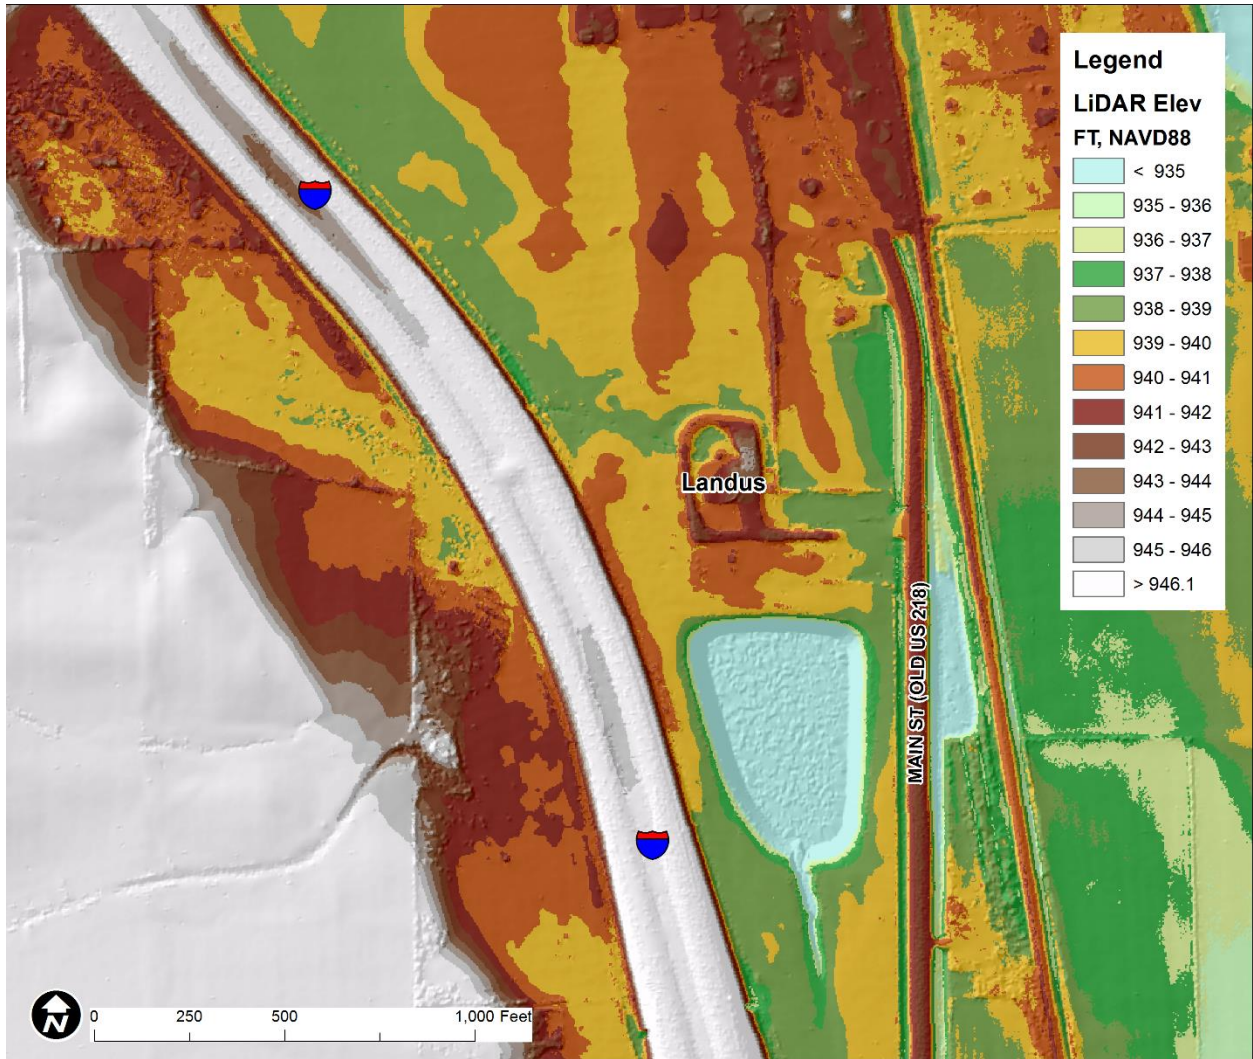 Legend
LiDAR Elev
FT, NAVD88
< 935
935 - 936
936 - 937
937 - 938
938 - 939
939 - 940
940 - 941
941 - 942
942 - 943
943 - 944
944 - 945
945 - 946
> 946.1
Landus
MAIN ST (OLD US 218)
N
0 250 500 1,000 Feet